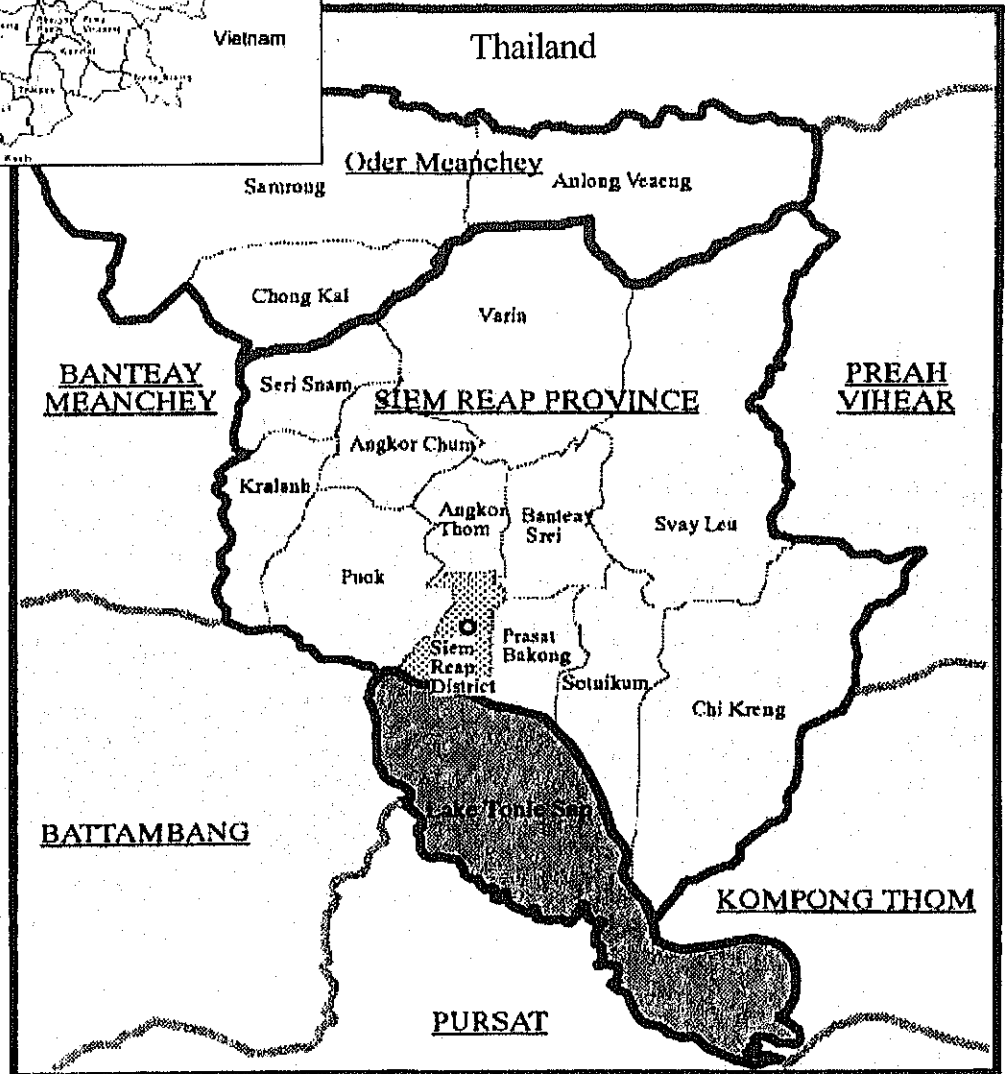 Vietnam
Thailand
Oder Meanchey
Samrong
Anlong Veaeng
Chong Kal
Varin
BANTEAY
MEANCHEY
Seri Snam
SIEM REAP PROVINCE
PREAH
VIHEAR
Angkor Chum
Kralanh
Angkor
Thom
Banteay
Srei
Svay Leu
Puok
Siem
Reap
District
Prasat
Bakong
Sotuikum
Chi Kreng
Lake Tonle Sap
BATTAMBANG
KOMPONG THOM
PURSAT